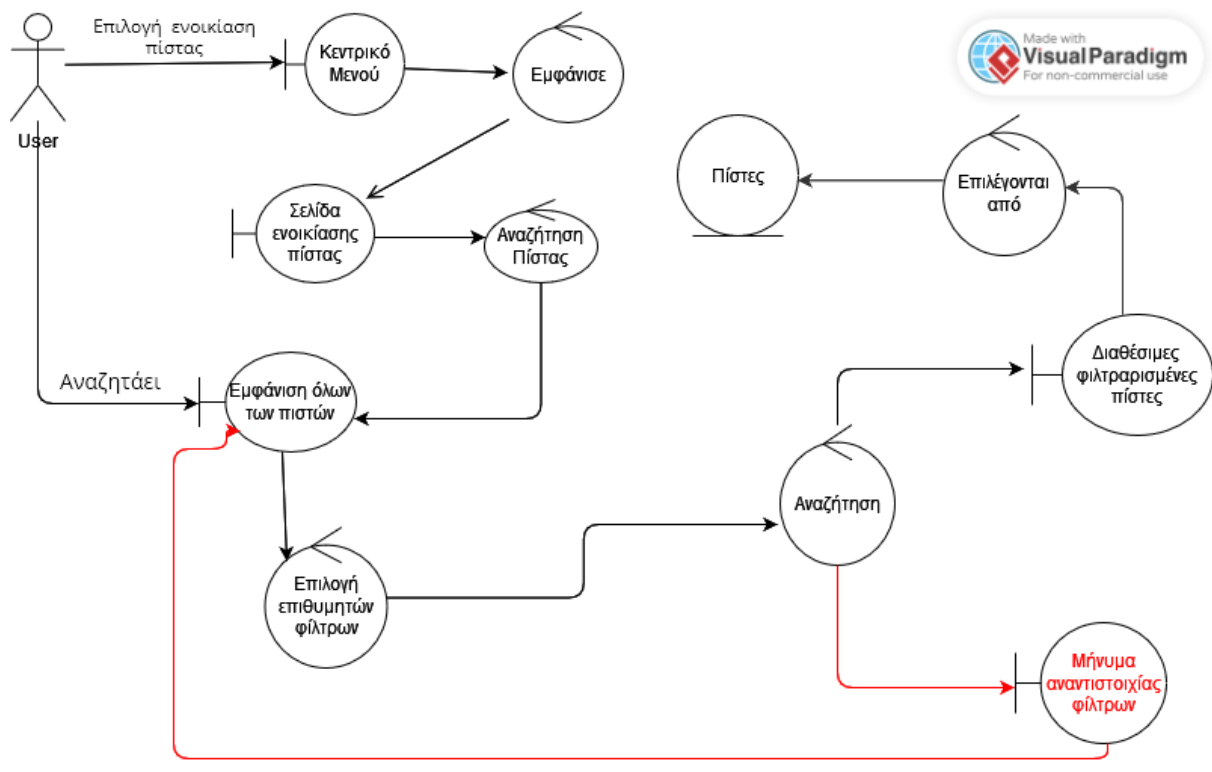 Επιλογή ενοικίαση
πίστας
Κεντρικό
Μενού
Εμφάνισε
Made with
Visual Paradigm
For non-commercial use
User
Πίστες
Επιλέγονται
από
Σελίδα
ενοικίασης
πίστας
Αναζήτηση
Πίστας
Αναζητάει
Εμφάνιση όλων
των πιστών
Διαθέσιμες
φιλτραρισμένες
πίστες
Αναζήτηση
Επιλογή
επιθυμητών
φίλτρων
Μήνυμα
αναντιστοιχίας
φίλτρων